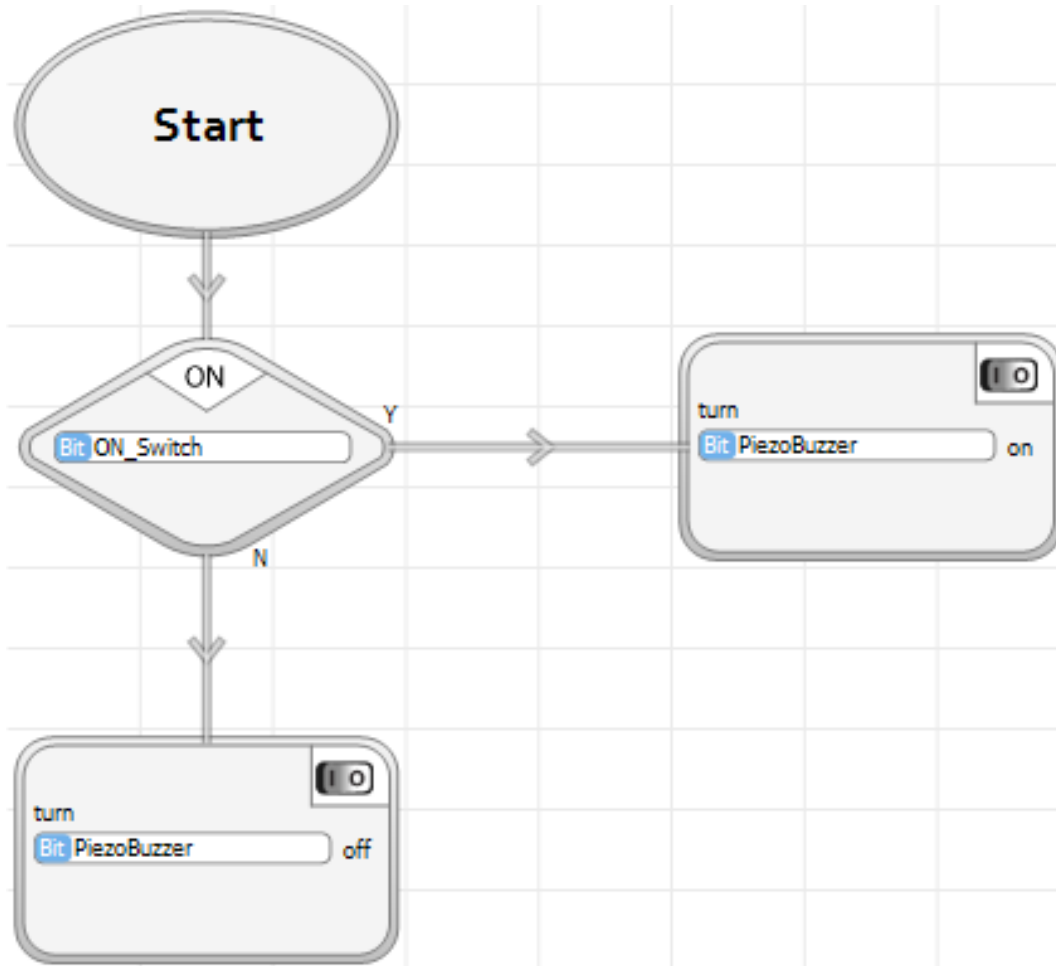 Start
ON
Bit ON_Switch
Y
N
I O
turn
Bit PiezoBuzzer on
I O
turn
Bit PiezoBuzzer off